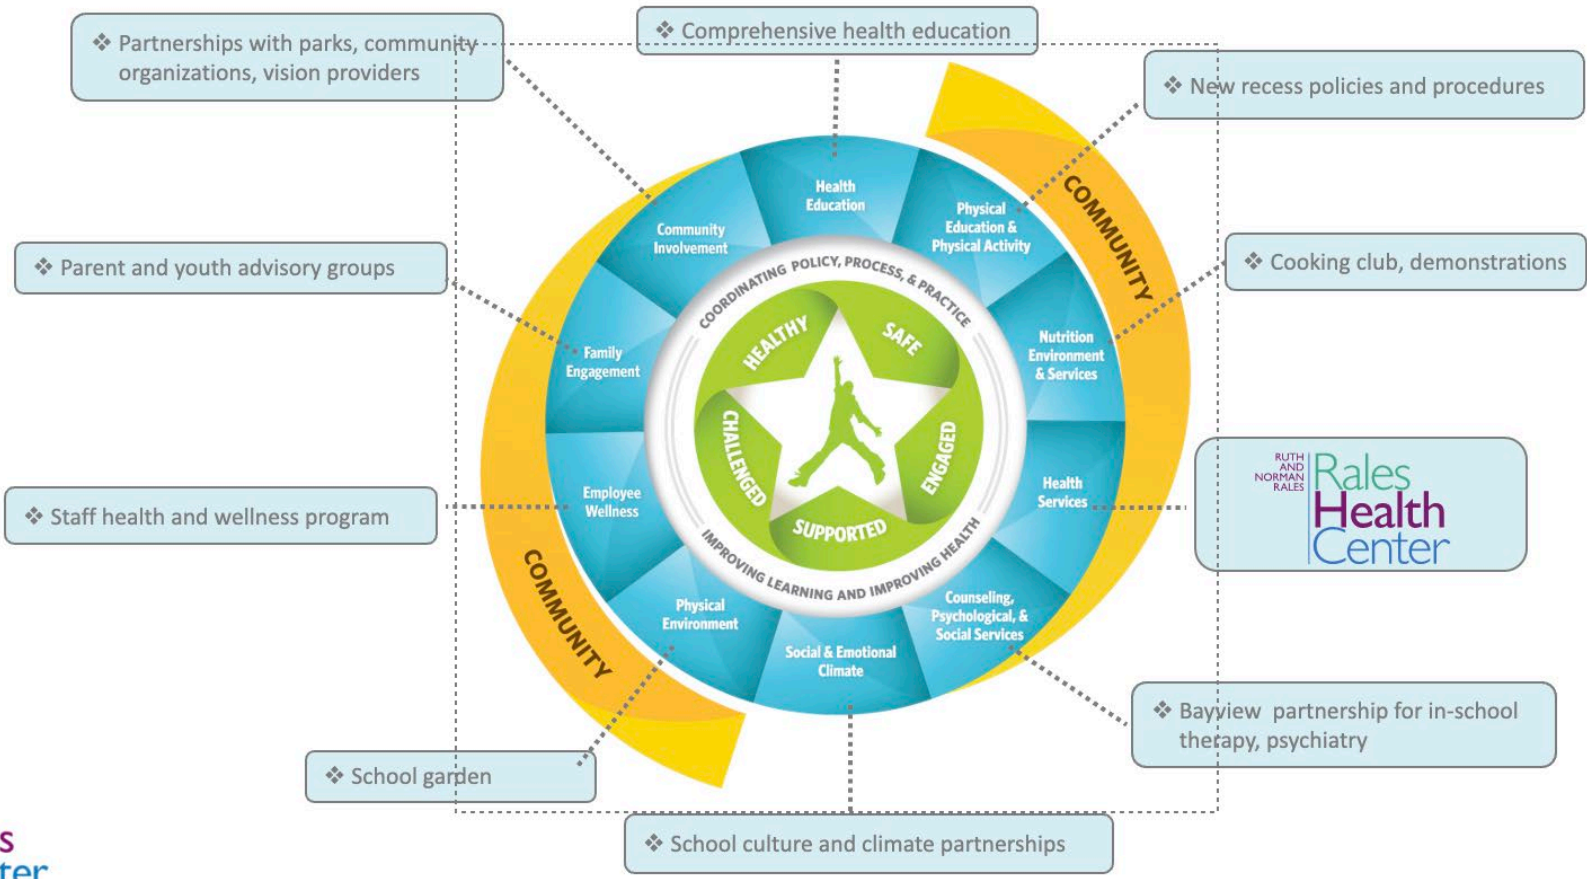 ❖ Partnerships with parks, community
organizations, vision providers
❖ Comprehensive health education
❖ New recess policies and procedures
❖ Parent and youth advisory groups
❖ Cooking club, demonstrations
❖ Staff health and wellness program
RUTH
AND
NORMAN
RALES
Rales
Health
Center
❖ Bayview partnership for in-school
therapy, psychiatry
❖ School garden
❖ School culture and climate partnerships
COMMUNITY
COMMUNITY
Health
Education
Physical
Education &
Physical Activity
Nutrition
Environment
& Services
Health
Services
Counseling,
Psychological, &
Social Services
Social & Emotional
Climate
Physical
Environment
Employee
Wellness
Family
Engagement
Community
Involvement
COORDINATING POLICY, PROCESS, & PRACTICE
IMPROVING LEARNING AND IMPROVING HEALTH
HEALTHY
SAFE
ENGAGED
SUPPORTED
CHALLENGED
s
ter